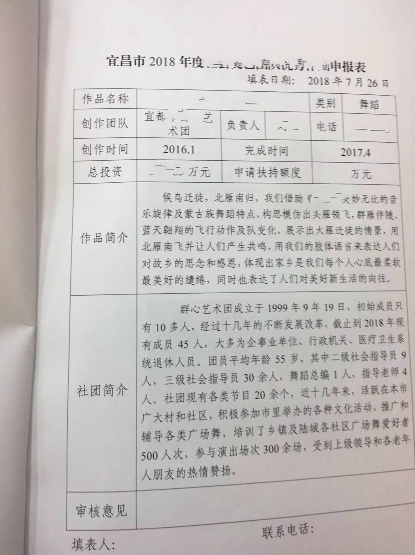 宜昌市 2018 年度 申报表
填表日期： 2018 年 7 月 26 日
作品名称 类别 舞蹈
创作团队 宜都 艺术团 负责人 电话
创作时间 2016.1 完成时间 2017.4
总投资 万元 申请扶持额度 万元
作品简介
候鸟迁徙，北雁南归，我们借助《 美妙无比的音
乐旋律及蒙古族舞蹈特点，构思模仿出头雁领飞，群雁伴随、
蓝天翱翔的飞行动作及队变化，展示出大雁迁徙的情景，用
北雁南飞并让人们产生共鸣，用我们的肢体语言来表达人们
对故乡的思念和感恩，体现出家乡是我们每个人心底最柔软
最美好的缱绻，同时也表达了人们对美好新生活的向往。
社团简介
群心艺术团成立于 1999 年 9 月 19 日，初始成员只
有 10 多人，经过十几年的不断发展改革，截止到 2018 年现
有成员 45 人，大多为企事业单位、行政机关、医疗卫生系
统退休人员。团员平均年龄 55 岁，其中二级社会指导员 9
人，三级社会指导员 30 余人，舞蹈总编 1 人，指导老师 4
人。社团现有各类节目 20 余个，近十几年来，活跃在本市
广大村和社区，积极参加市里举办的各种文化活动、推广和
辅导各类广场舞，培训了乡镇及陆城各社区广场舞爱好者
500 人次，参与演出场次 300 余场，受到上级领导和各老年
人朋友的热情赞扬。
审核意见
填表人： 联系电话：